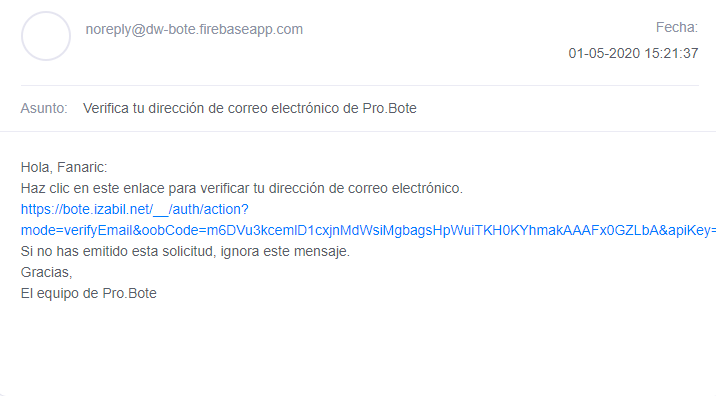 noreply@dw-bote.firebaseapp.com
Fecha:
01-05-2020 15:21:37
Asunto: Verifica tu dirección de correo electrónico de Pro.Bote
Hola, Fanaric:
Haz clic en este enlace para verificar tu dirección de correo electrónico.
https://bote.izabil.net/__/auth/action?
mode=verifyEmail&oobCode=m6DVu3kcemlD1cxjnMdWsiMgbagsHpWuiTKH0KYhmakAAAFx0GZLbA&apiKey=
Si no has emitido esta solicitud, ignora este mensaje.
Gracias,
El equipo de Pro.Bote